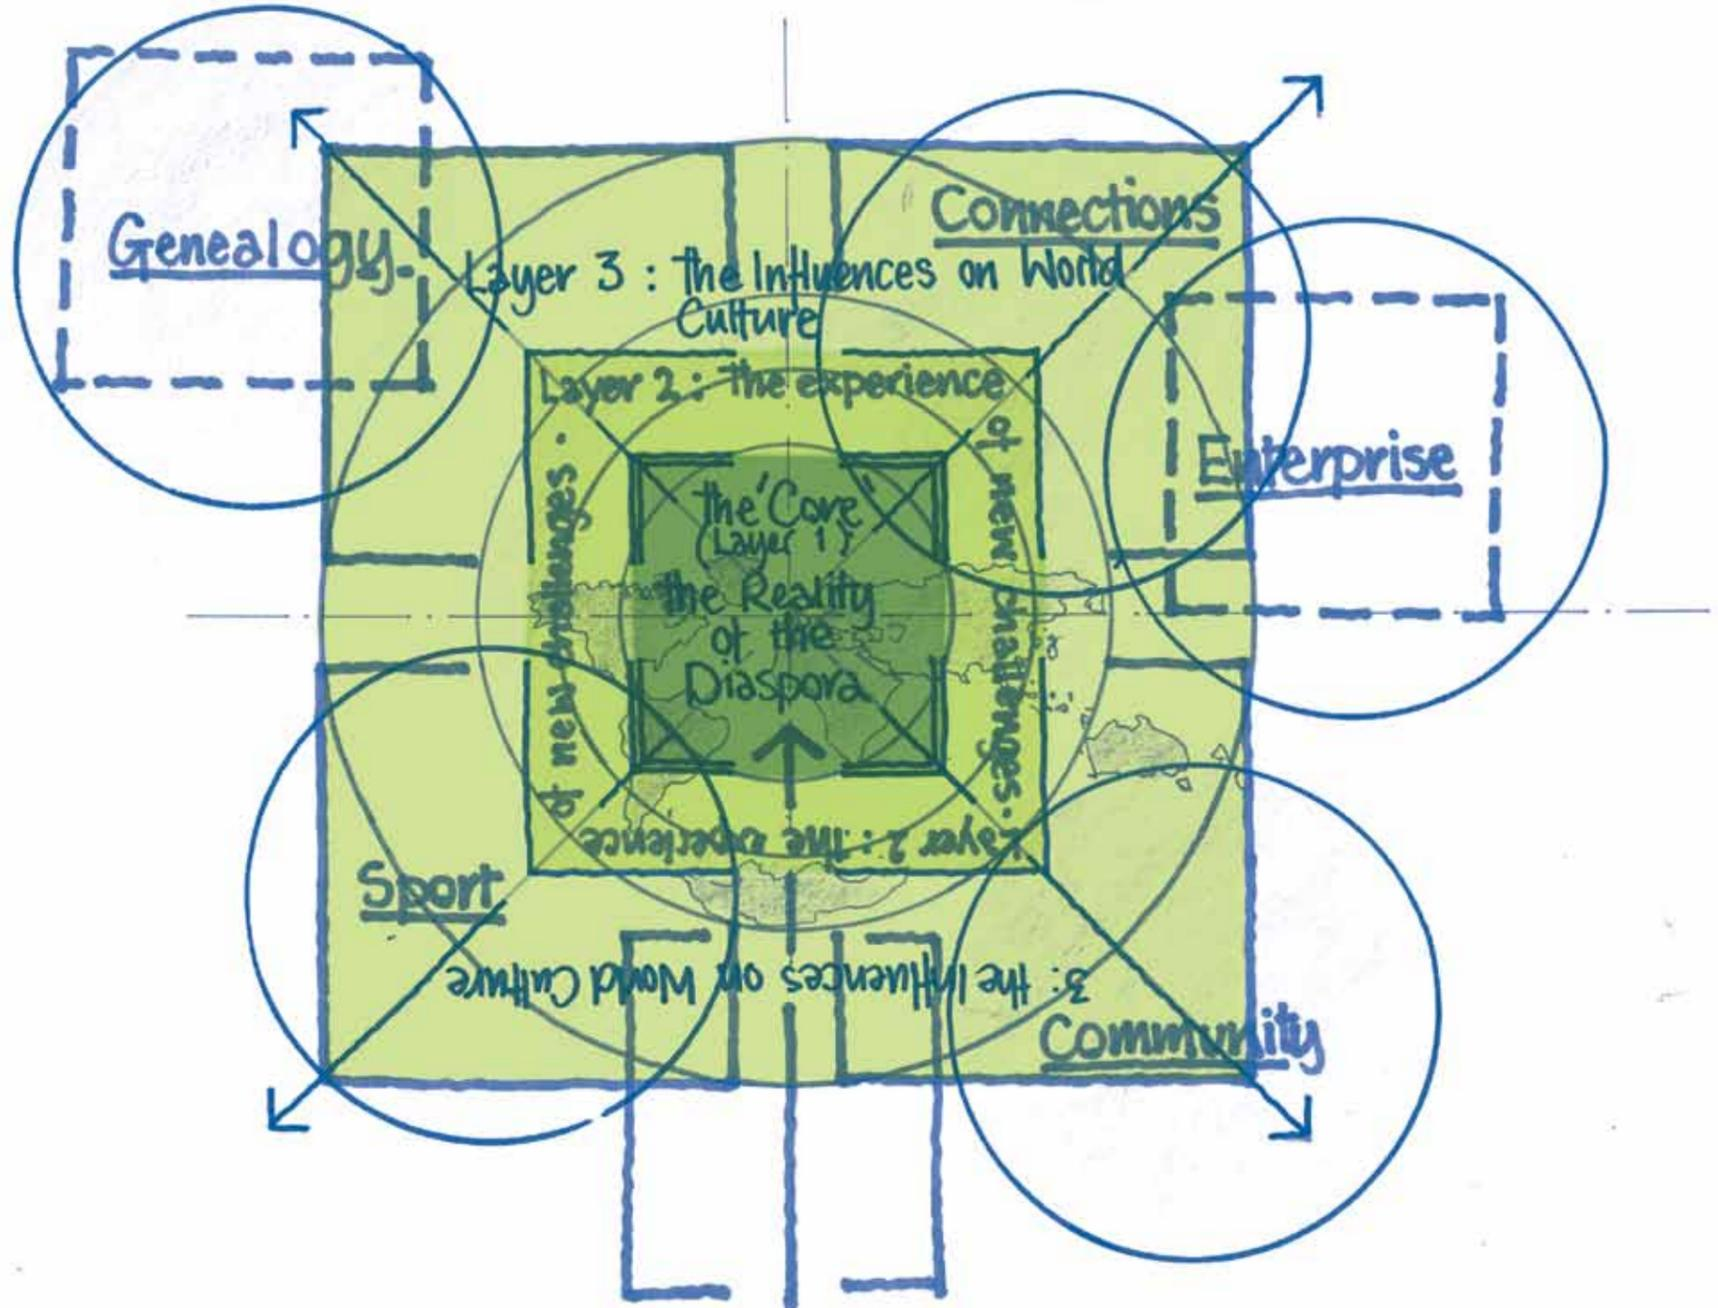 Connections
Genealogy.
Layer 3 : the Influences on World
Culture
Layer 2 : the experience
of new challenges.
of new challenges.
Enterprise
the 'Core'
(Layer 1):
the Reality
of the
Diaspora
Layer 2 : the experience
Sport
3: the Influences on World Culture
Community